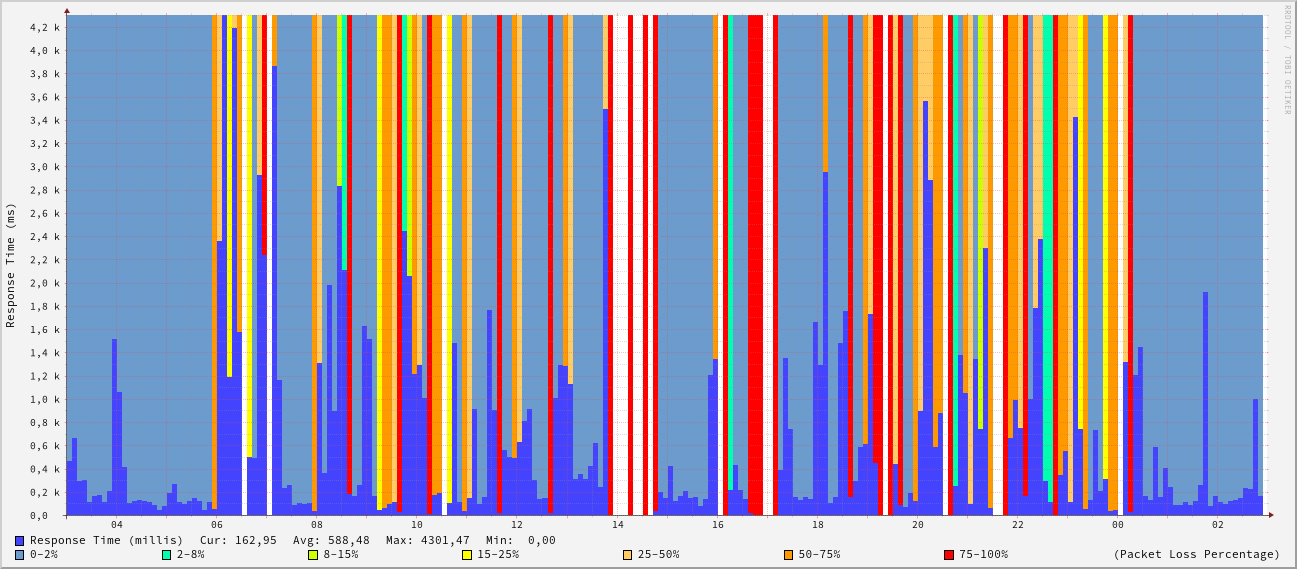 RRDTOOL / TOBI OETIKER
Response Time (ms)
4,2 k
4,0 k
3,8 k
3,6 k
3,4 k
3,2 k
3,0 k
2,8 k
2,6 k
2,4 k
2,2 k
2,0 k
1,8 k
1,6 k
1,4 k
1,2 k
1,0 k
0,8 k
0,6 k
0,4 k
0,2 k
0,0
04 06 08 10 12 14 16 18 20 22 00 02
Response Time (millis) Cur: 162,95 Avg: 588,48 Max: 4301,47 Min: 0,00
0-2% 2-8% 8-15% 15-25% 25-50% 50-75% 75-100% (Packet Loss Percentage)